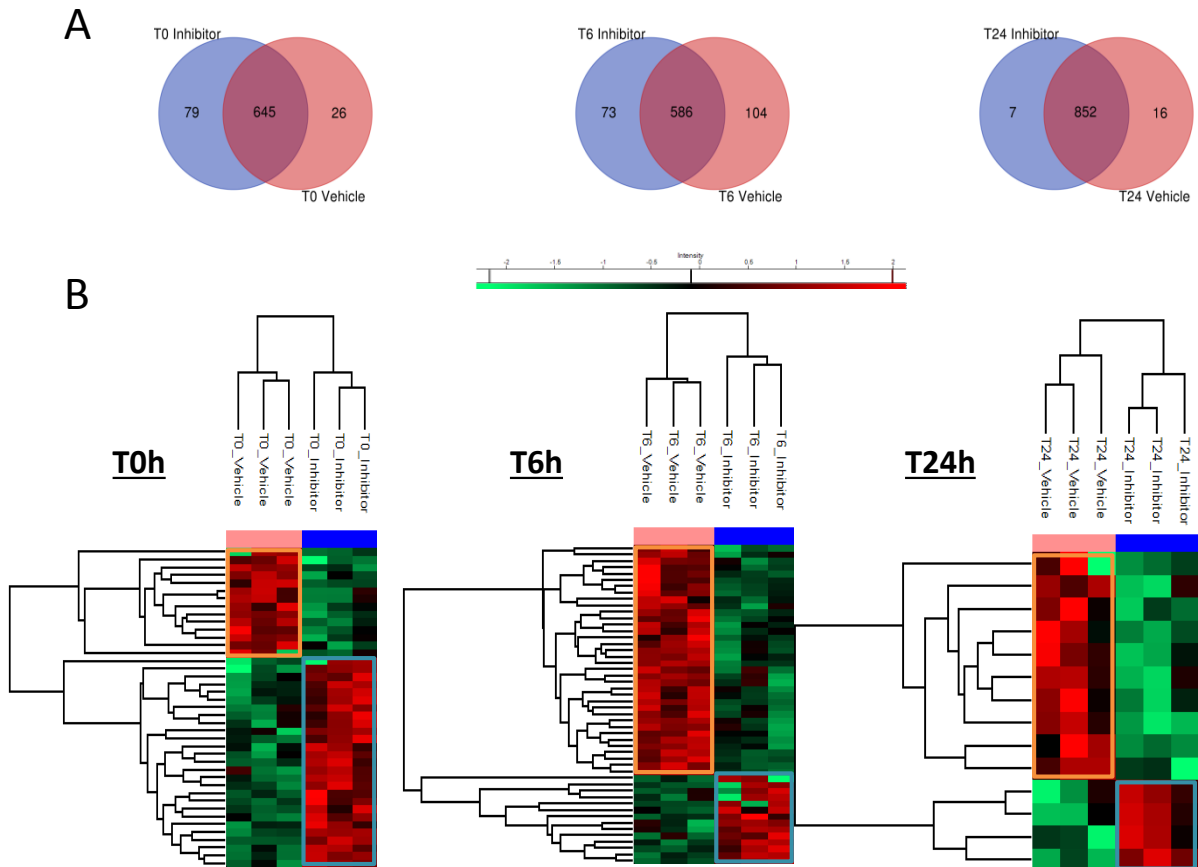 A
T0 Inhibitor
79
645
26
T0 Vehicle
T6 Inhibitor
73
586
104
T6 Vehicle
T24 Inhibitor
7
852
16
T24 Vehicle
Intensity
-2 -1.5 -1 -0.5 0 0.5 1 1.5 2
B
T0h
T0_Vehicle
T0_Vehicle
T0_Vehicle
T0_Inhibitor
T0_Inhibitor
T0_Inhibitor
T6h
T6_Vehicle
T6_Vehicle
T6_Vehicle
T6_Inhibitor
T6_Inhibitor
T6_Inhibitor
T24h
T24_Vehicle
T24_Vehicle
T24_Vehicle
T24_Inhibitor
T24_Inhibitor
T24_Inhibitor